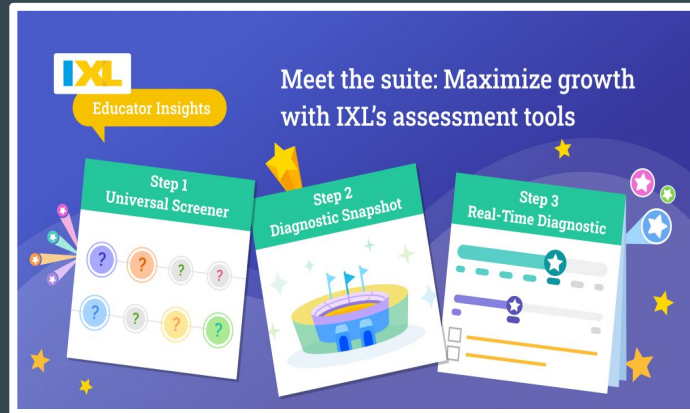 IXL
Educator Insights
Meet the suite: Maximize growth
with IXL's assessment tools
Step 1
Universal Screener
Step 2
Diagnostic Snapshot
Step 3
Real-Time Diagnostic
? ? ? ?
? ? ? ?